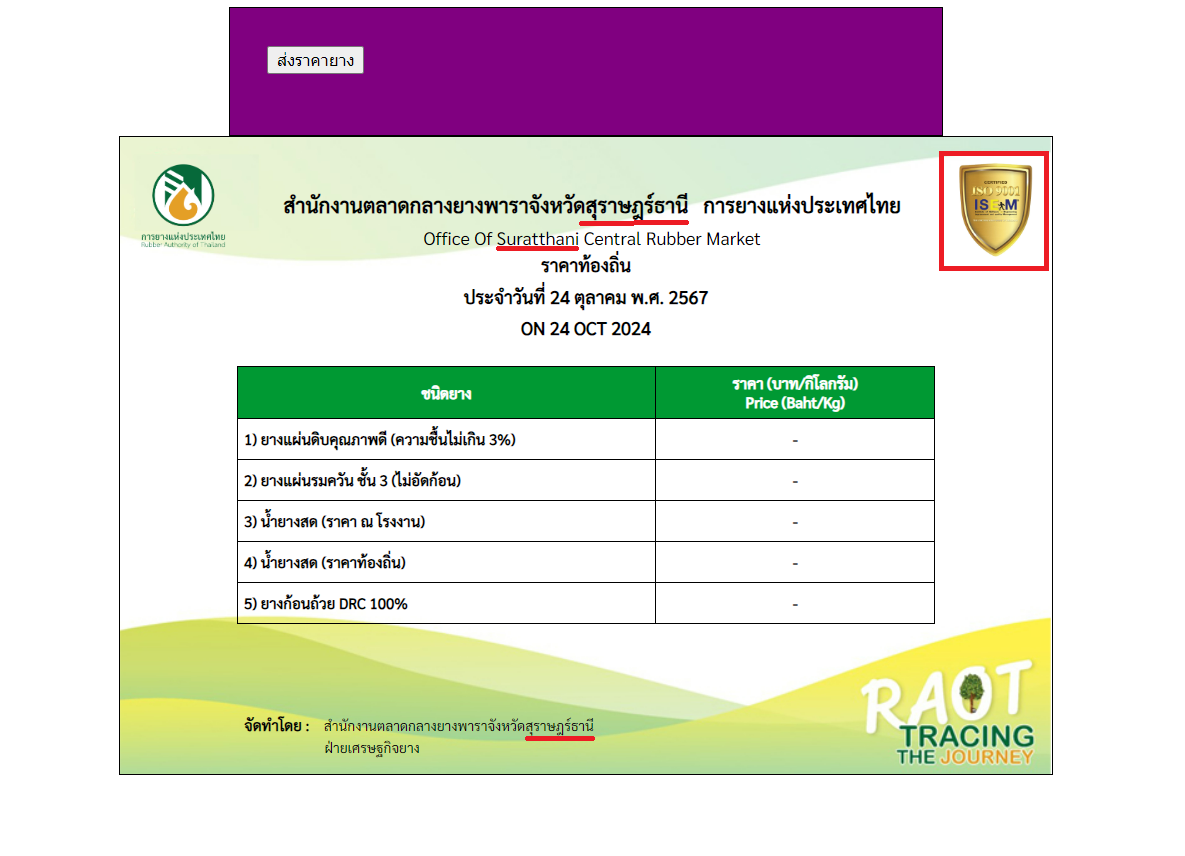 ส่งราคายาง
การยางแห่งประเทศไทย
Rubber Authority of Thailand
สำนักงานตลาดกลางยางพาราจังหวัดสุราษฎร์ธานี การยางแห่งประเทศไทย
Office Of Suratthani Central Rubber Market
ราคาท้องถิ่น
ประจำวันที่ 24 ตุลาคม พ.ศ. 2567
ON 24 OCT 2024
CERTIFIED
ISO 9001
ISEM
ชนิดยาง
ราคา (บาท/กิโลกรัม)
Price (Baht/Kg)
1) ยางแผ่นดิบคุณภาพดี (ความชื้นไม่เกิน 3%) -
2) ยางแผ่นรมควัน ชั้น 3 (ไม่อัดก้อน) -
3) น้ำยางสด (ราคา ณ โรงงาน) -
4) น้ำยางสด (ราคาท้องถิ่น) -
5) ยางก้อนถ้วย DRC 100% -
จัดทำโดย : สำนักงานตลาดกลางยางพาราจังหวัดสุราษฎร์ธานี
ฝ่ายเศรษฐกิจยาง
RAOT
TRACING
THE JOURNEY